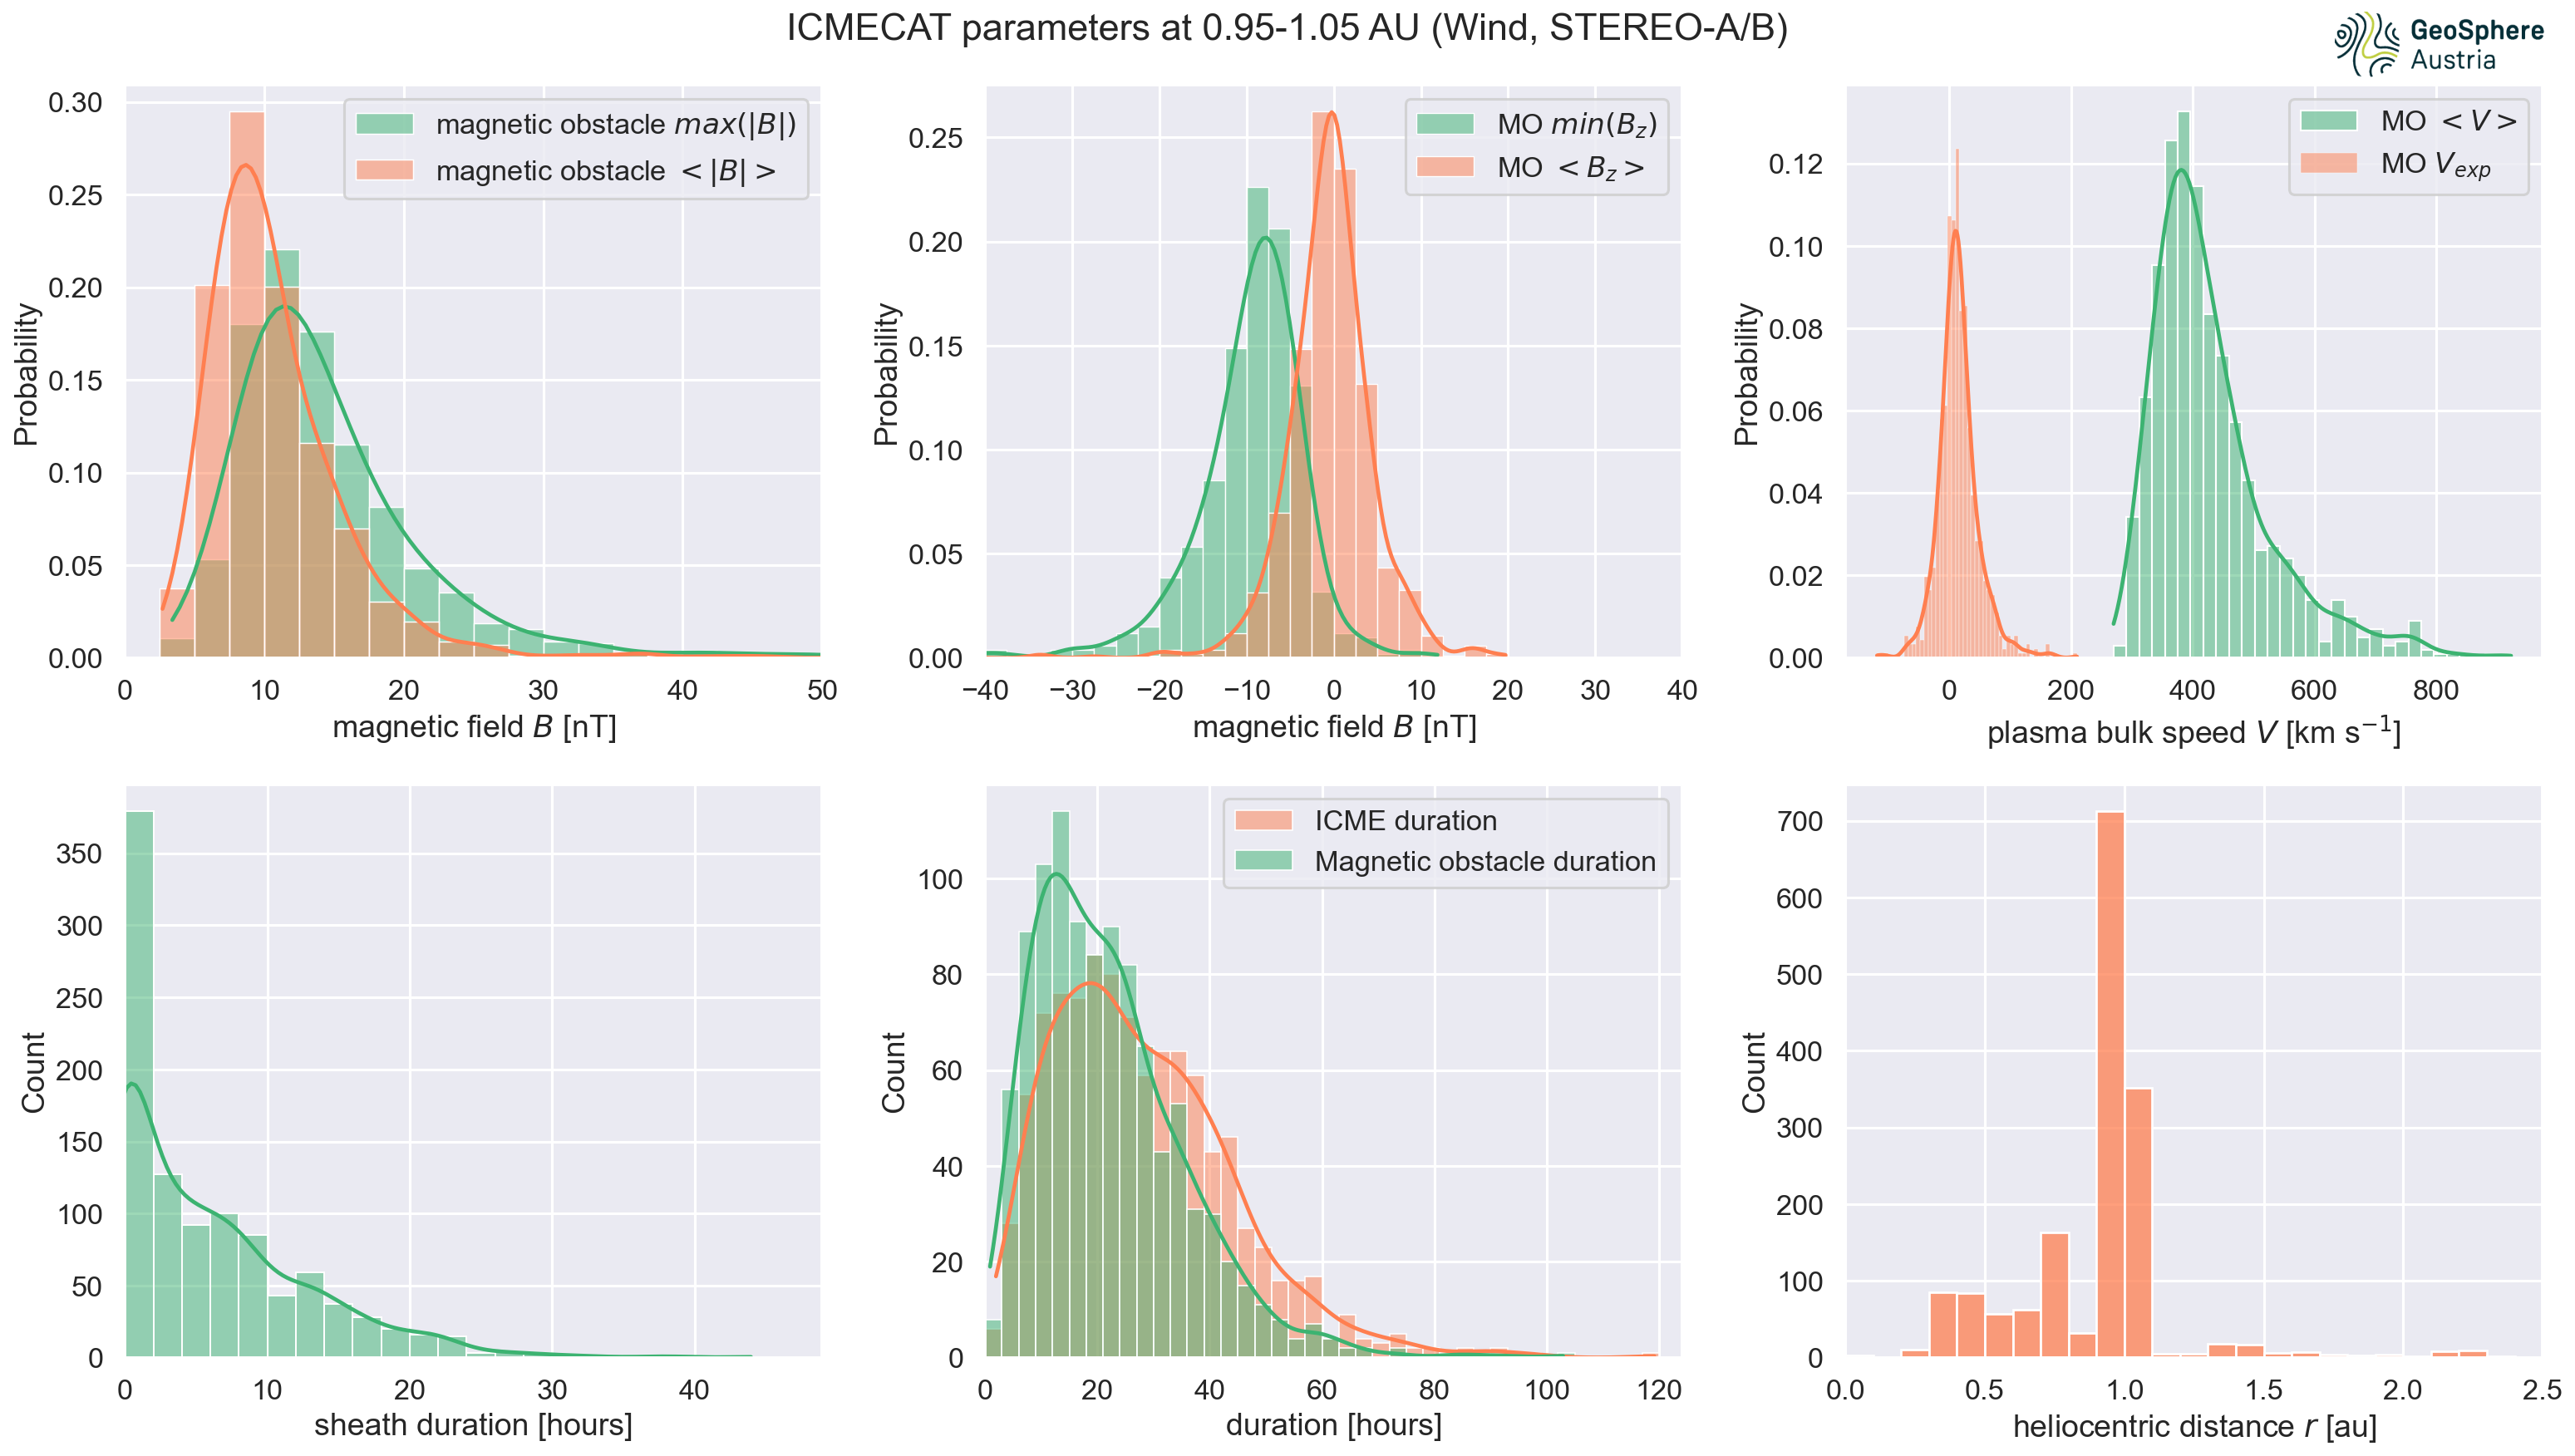 ICMECAT parameters at 0.95-1.05 AU (Wind, STEREO-A/B)
GeoSphere
Austria
0.30
0.25
0.20
0.15
0.10
0.05
0.00
Probability
magnetic obstacle max(|B|)
magnetic obstacle <|B|>
0 10 20 30 40 50
magnetic field B [nT]
0.25
0.20
0.15
0.10
0.05
0.00
Probability
MO min(B_z)
MO <B_z>
−40 −30 −20 −10 0 10 20 30 40
magnetic field B [nT]
0.12
0.10
0.08
0.06
0.04
0.02
0.00
Probability
MO <V>
MO V_exp
0 200 400 600 800
plasma bulk speed V [km s⁻¹]
350
300
250
200
150
100
50
0
Count
0 10 20 30 40
sheath duration [hours]
100
80
60
40
20
0
Count
ICME duration
Magnetic obstacle duration
0 20 40 60 80 100 120
duration [hours]
700
600
500
400
300
200
100
0
Count
0.0 0.5 1.0 1.5 2.0 2.5
heliocentric distance r [au]